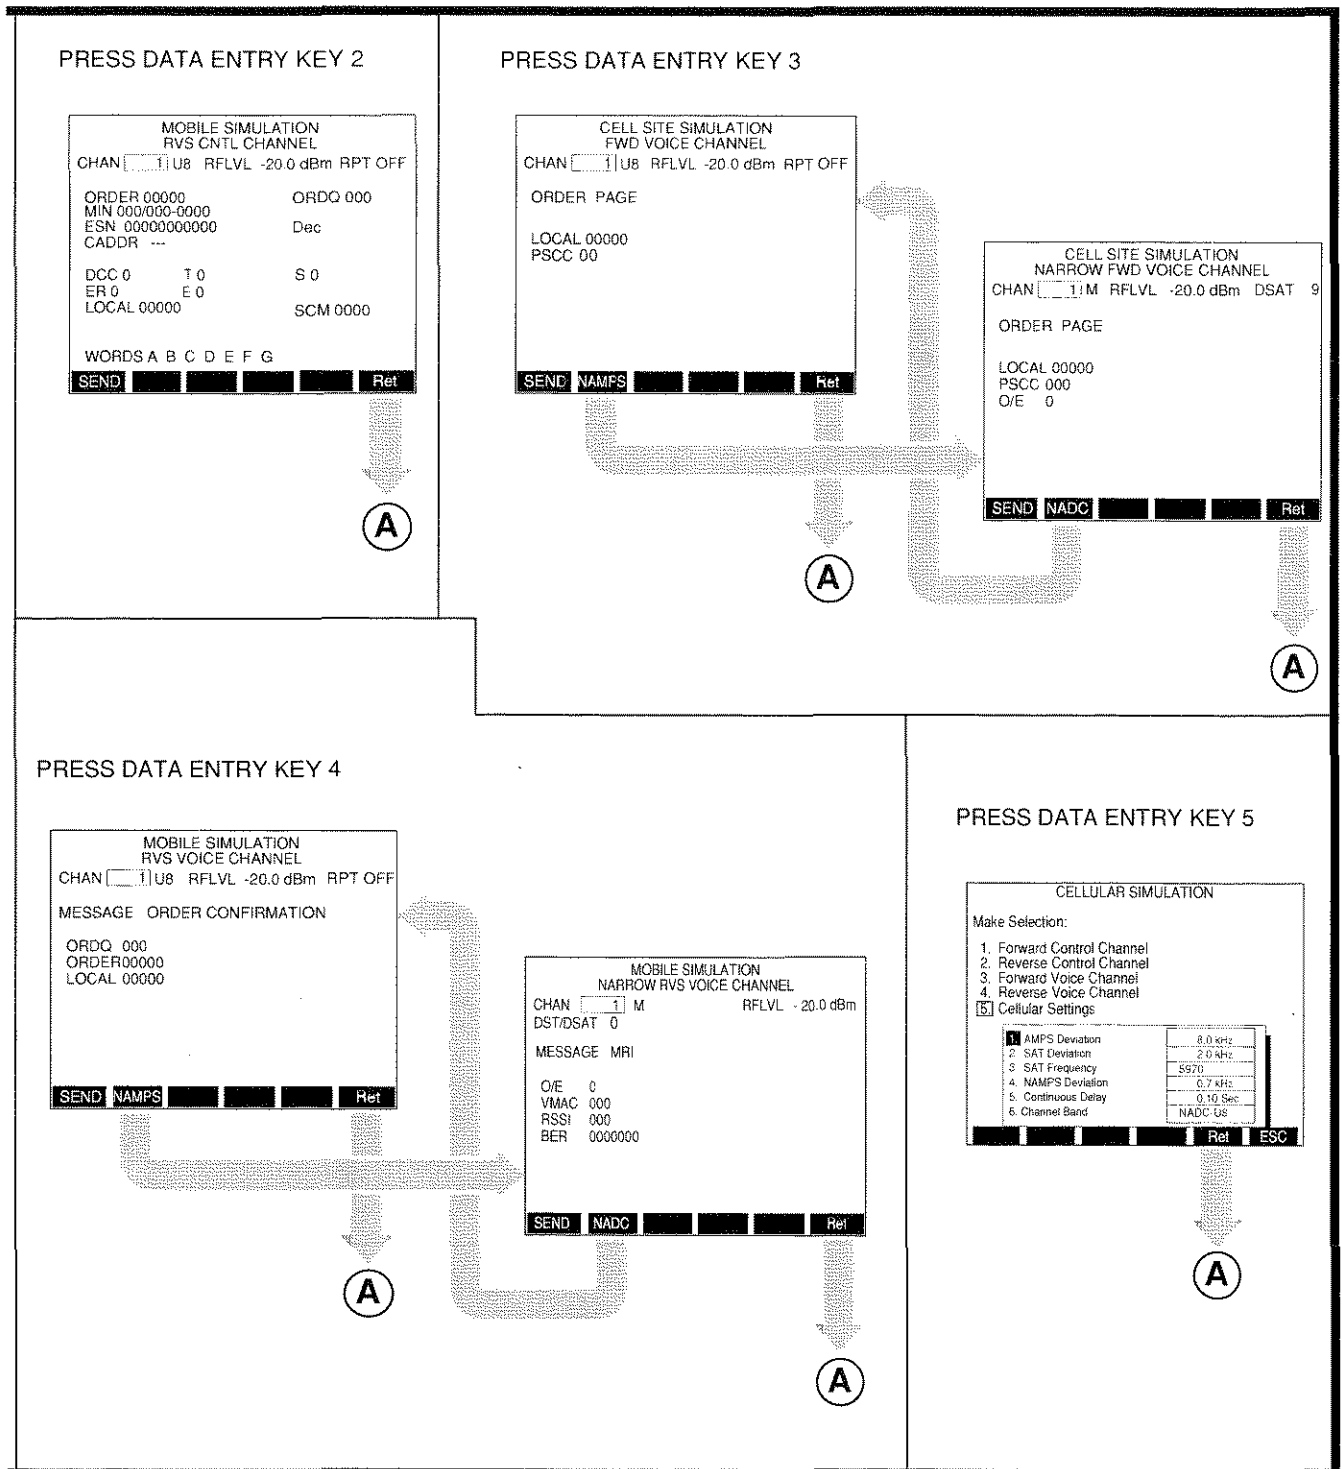 PRESS DATA ENTRY KEY 2
MOBILE SIMULATION
RVS CNTL CHANNEL
CHAN 1 U8 RFLVL -20.0 dBm RPT OFF
ORDER 00000 ORDQ 000
MIN 000/000-0000
ESN 00000000000 Dec
CADDR ---
DCC 0 T 0 S 0
ER 0 E 0
LOCAL 00000 SCM 0000
WORDS A B C D E F G
SEND Ret
A
PRESS DATA ENTRY KEY 3
CELL SITE SIMULATION
FWD VOICE CHANNEL
CHAN 1 U8 RFLVL -20.0 dBm RPT OFF
ORDER PAGE
LOCAL 00000
PSCC 00
SEND NAMPS Ret
A
CELL SITE SIMULATION
NARROW FWD VOICE CHANNEL
CHAN 1 M RFLVL -20.0 dBm DSAT 9
ORDER PAGE
LOCAL 00000
PSCC 000
O/E 0
SEND NADC Ret
A
PRESS DATA ENTRY KEY 4
MOBILE SIMULATION
RVS VOICE CHANNEL
CHAN 1 U8 RFLVL -20.0 dBm RPT OFF
MESSAGE ORDER CONFIRMATION
ORDQ 000
ORDER00000
LOCAL 00000
SEND NAMPS Ret
A
MOBILE SIMULATION
NARROW RVS VOICE CHANNEL
CHAN 1 M RFLVL - 20.0 dBm
DST/DSAT 0
MESSAGE MRI
O/E 0
VMAC 000
RSSI 000
BER 0000000
SEND NADC Ret
A
PRESS DATA ENTRY KEY 5
CELLULAR SIMULATION
Make Selection:
1. Forward Control Channel
2. Reverse Control Channel
3. Forward Voice Channel
4. Reverse Voice Channel
5. Cellular Settings
1. AMPS Deviation 8.0 kHz
2. SAT Deviation 2.0 kHz
3. SAT Frequency 5970
4. NAMPS Deviation 0.7 kHz
5. Continuous Delay 0.10 Sec
6. Channel Band NADC-US
Ret ESC
A